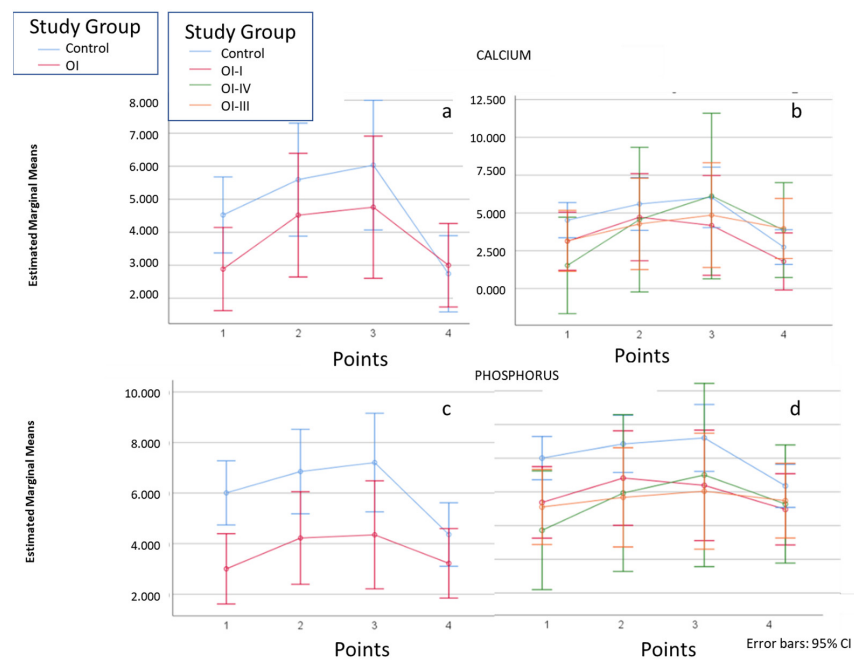 Study Group
Control
OI
Study Group
Control
OI-I
OI-IV
OI-III
CALCIUM
Estimated Marginal Means
8.000
7.000
6.000
5.000
4.000
3.000
2.000
a
1 2 3 4
Points
12.500
10.000
7.500
5.000
2.500
0.000
b
1 2 3 4
Points
PHOSPHORUS
Estimated Marginal Means
10.000
8.000
6.000
4.000
2.000
c
1 2 3 4
Points
d
1 2 3 4
Points
Error bars: 95% CI